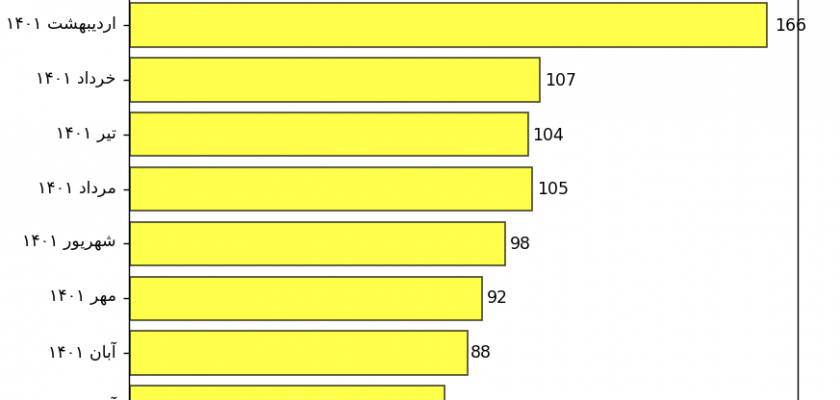 اردیبهشت ۱۴۰۱ 166
خرداد ۱۴۰۱ 107
تیر ۱۴۰۱ 104
مرداد ۱۴۰۱ 105
شهریور ۱۴۰۱ 98
مهر ۱۴۰۱ 92
آبان ۱۴۰۱ 88